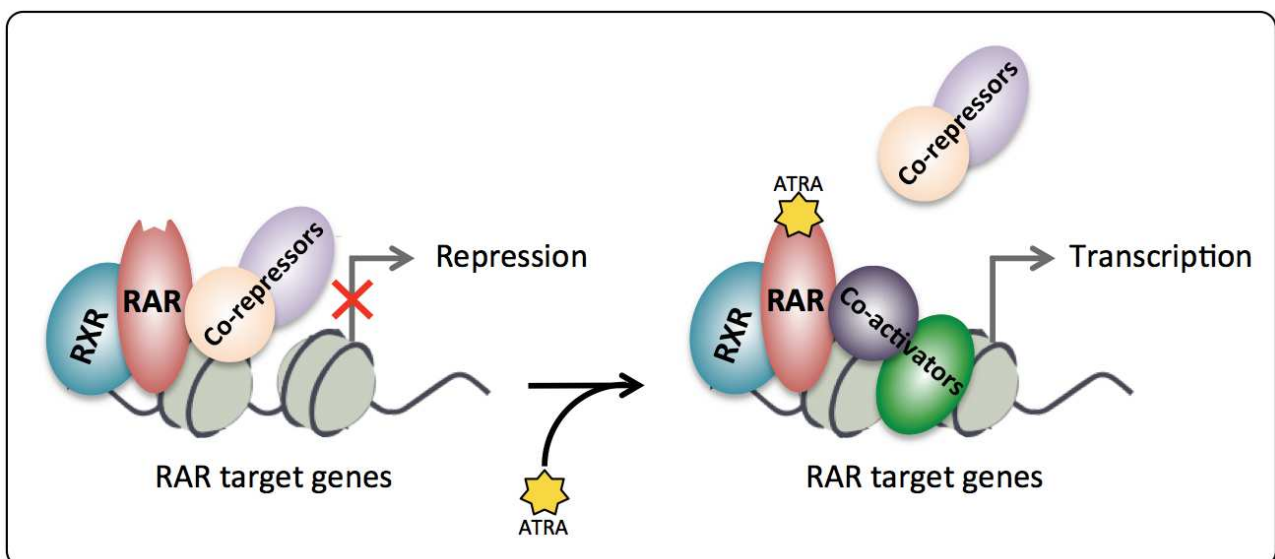 RXR
RAR
Co-repressors
Repression
RAR target genes
ATRA
Co-repressors
ATRA
RXR
RAR
Co-activators
Transcription
RAR target genes